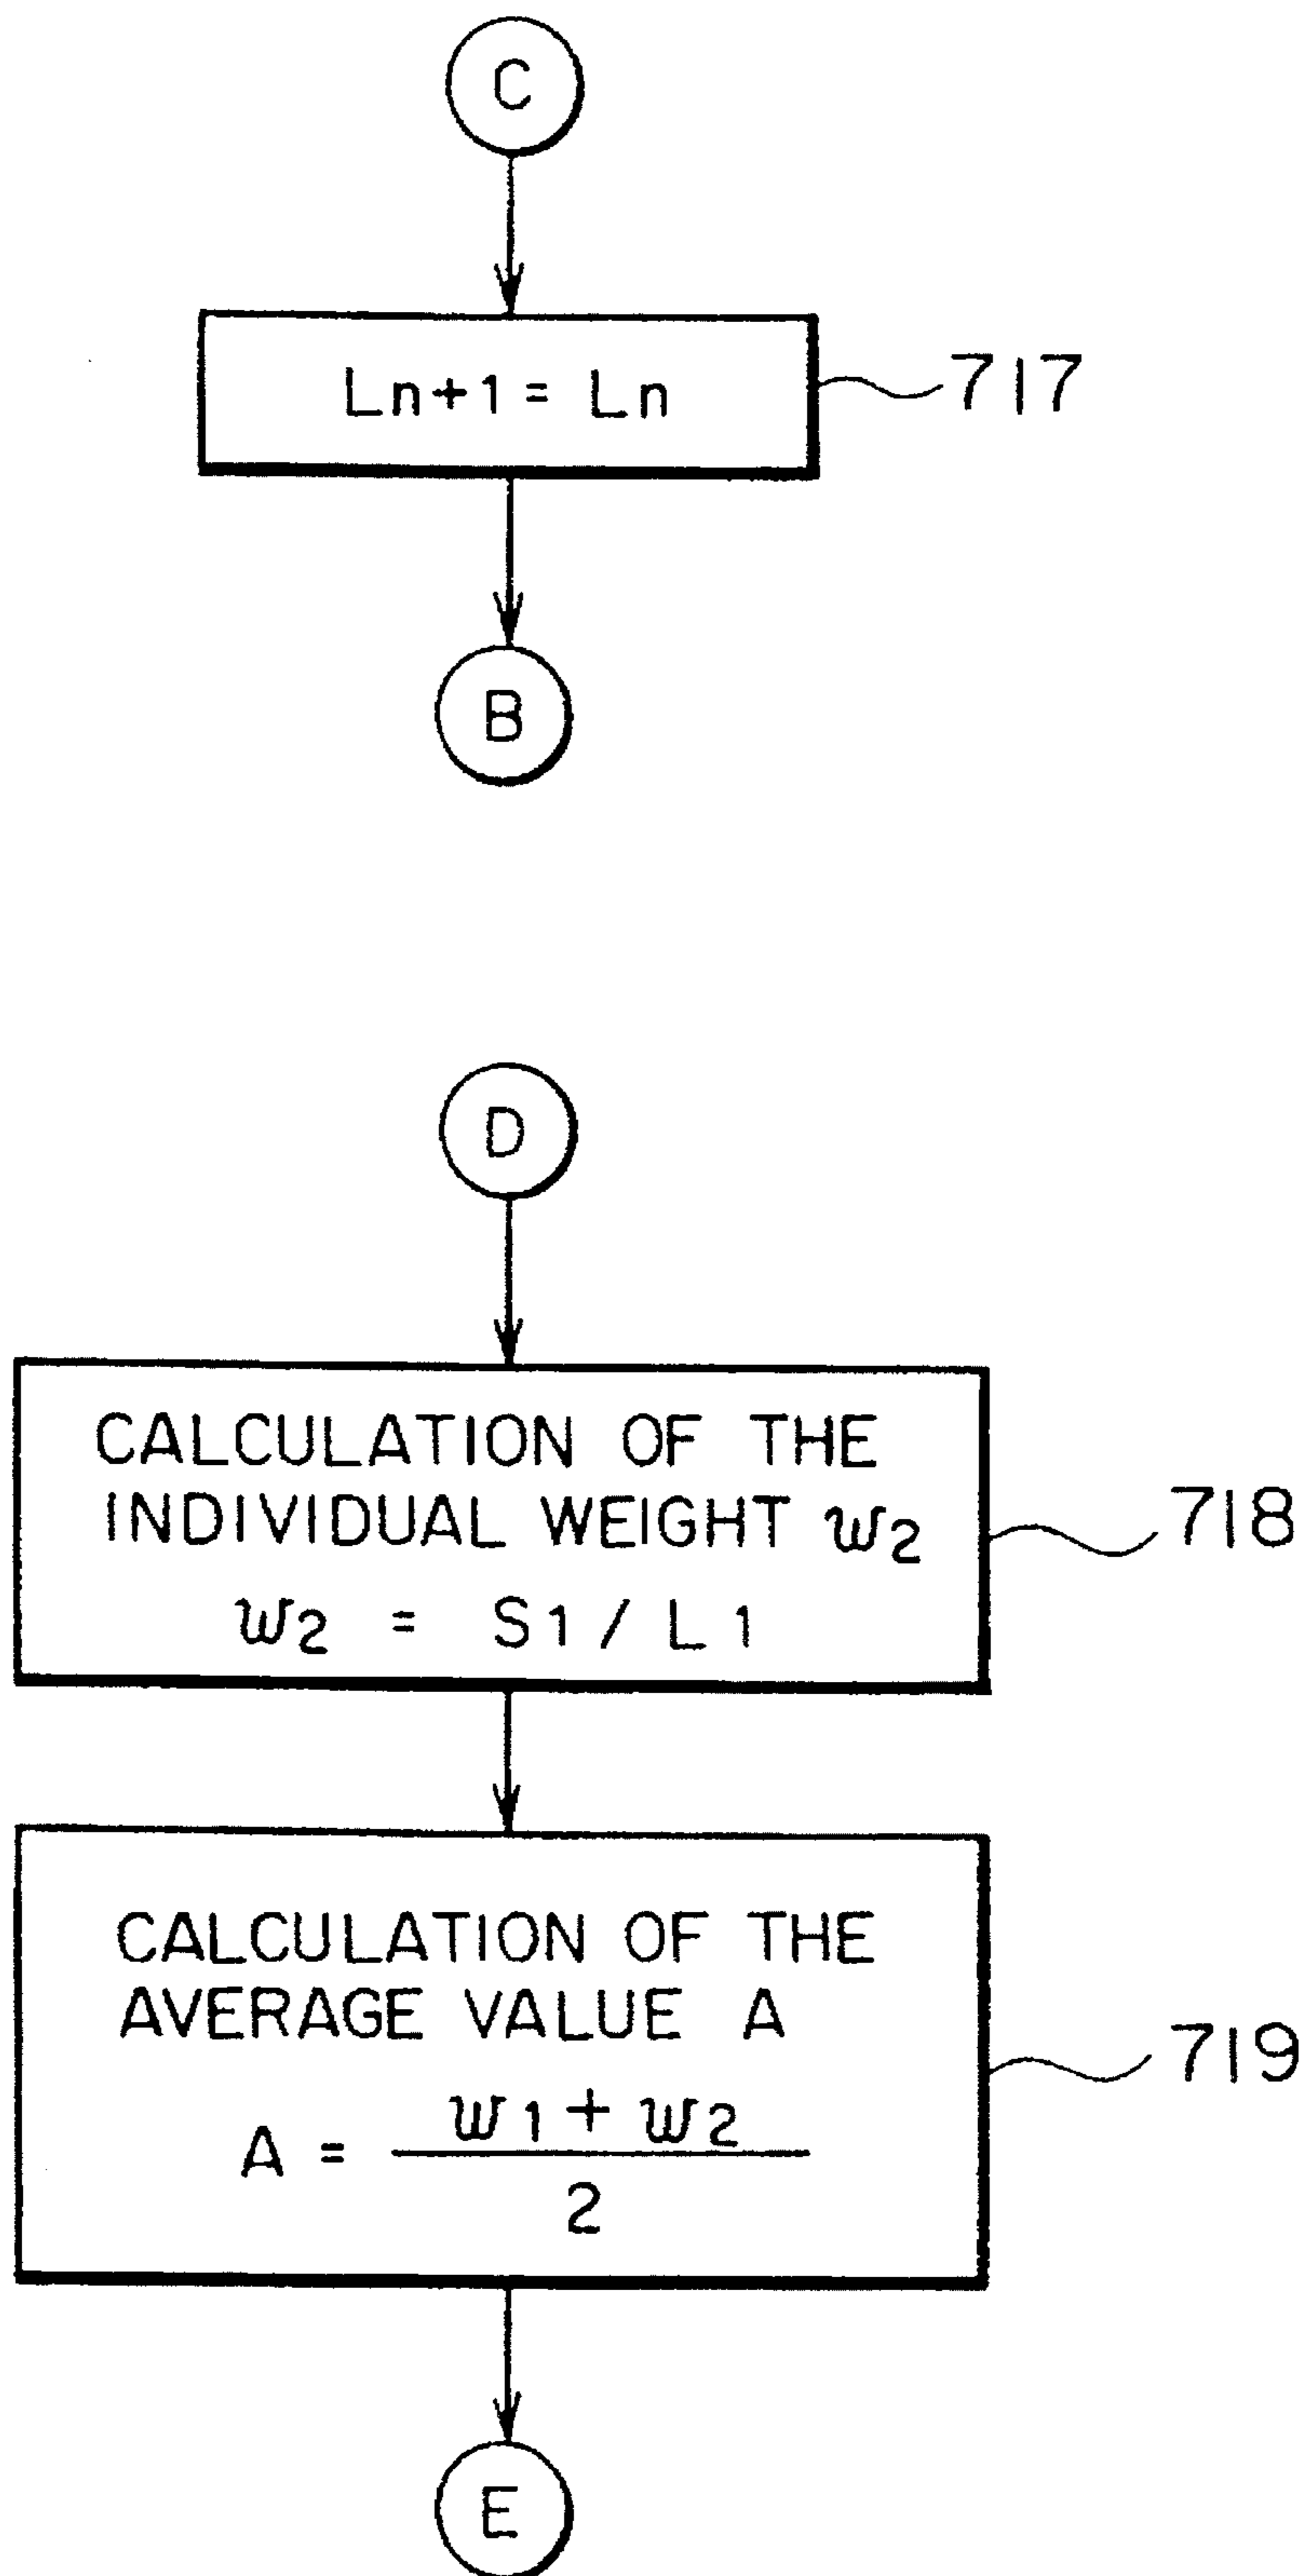 C
Ln+1 = Ln
717
B
D
CALCULATION OF THE
INDIVIDUAL WEIGHT w2
w2 = S1 / L1
718
CALCULATION OF THE
AVERAGE VALUE A
A = w1 + w2
2
719
E